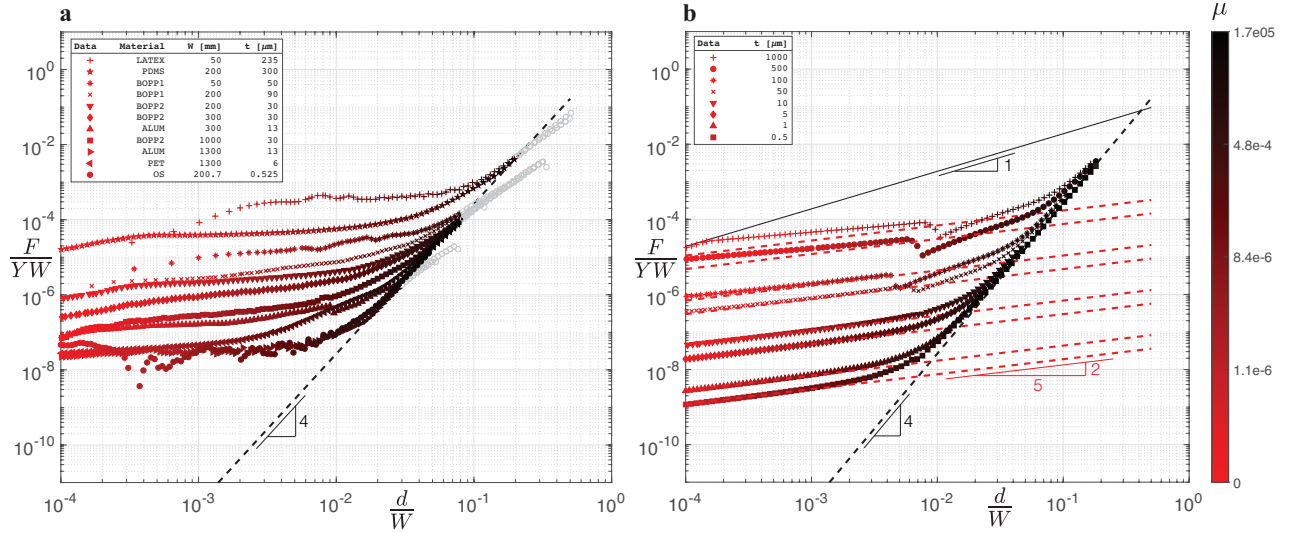 a
Data Material W [mm] t [μm]
+ LATEX 50 235
★ PDMS 200 300
BOPP1 50 50
× BOPP1 200 90
▼ BOPP2 200 30
◆ BOPP2 300 30
▲ ALUM 300 13
■ BOPP2 1000 30
► ALUM 1300 13
◄ PET 1300 6
● OS 200.7 0.525
10^0
10^-2
10^-4
F/YW
10^-6
10^-8
10^-10
4
10^-4 10^-3 10^-2 d/W 10^-1 10^0
b
Data t [μm]
+ 1000
● 500
100
× 50
▼ 10
◆ 5
▲ 1
■ 0.5
10^0
10^-2
10^-4
F/YW
10^-6
10^-8
10^-10
1
2
5
4
10^-4 10^-3 10^-2 d/W 10^-1 10^0
μ
1.7e05
4.8e-4
8.4e-6
1.1e-6
0